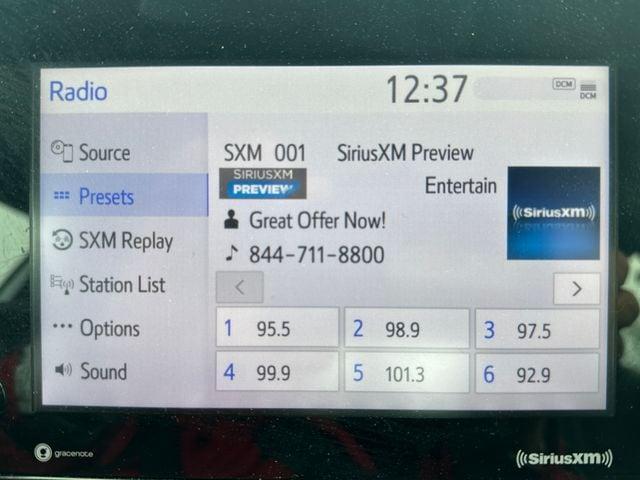 Radio 12:37 DCM DCM
Source
Presets
SXM Replay
Station List
Options
Sound
SXM 001 SiriusXM Preview
SIRIUSXM
PREVIEW
Entertain
((SiriusXM))
Great Offer Now!
844-711-8800
< >
1 95.5 2 98.9 3 97.5
4 99.9 5 101.3 6 92.9
gracenote ((SiriusXM))